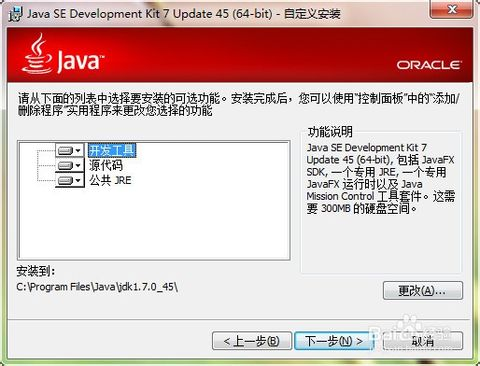 Java SE Development Kit 7 Update 45 (64-bit) - 自定义安装
Java
ORACLE
请从下面的列表中选择要安装的可选功能。安装完成后，您可以使用“控制面板”中的“添加/
删除程序”实用程序来更改您选择的功能
开发工具
源代码
公共 JRE
功能说明
Java SE Development Kit 7
Update 45 (64-bit), 包括 JavaFX
SDK, 一个专用 JRE, 一个专用
JavaFX 运行时以及 Java
Mission Control 工具套件。这需
要 300MB 的硬盘空间。
安装到:
C:\Program Files\Java\jdk1.7.0_45\
更改(A)...
< 上一步(B)
下一步(N) >
取消